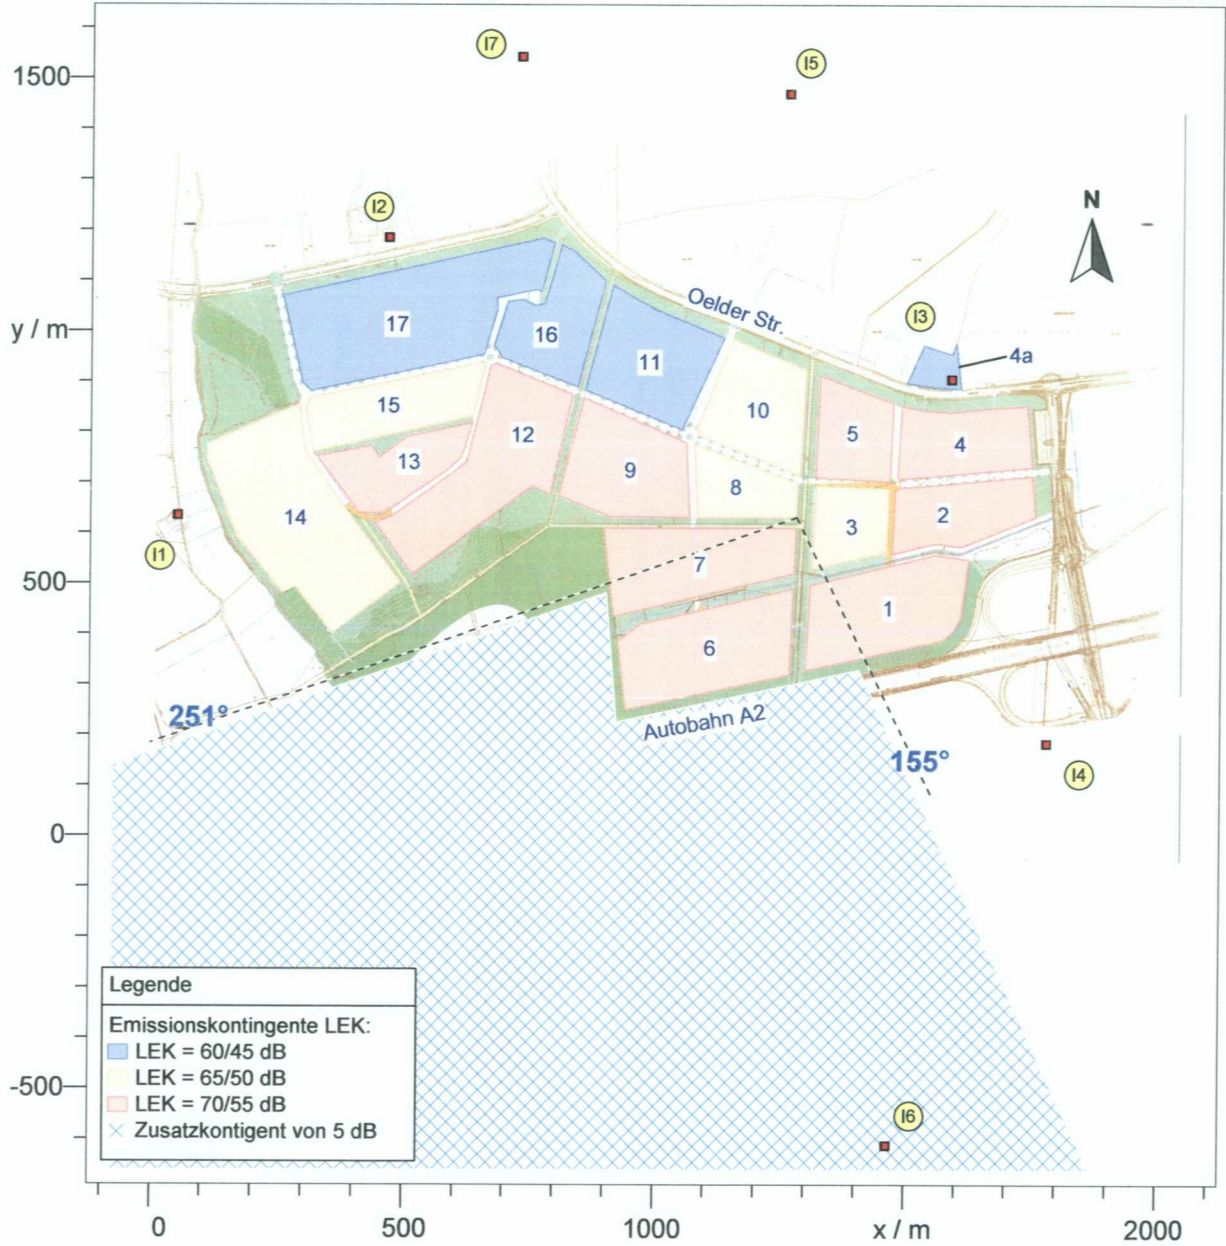 I7
I5
1500
I2
N
Oelder Str.
I3
y / m
17
16
11
4a
15
10
12
5
4
13
9
8
14
3
2
I1
500
7
1
6
251°
Autobahn A2
155°
I4
0
Legende
Emissionskontingente LEK:
LEK = 60/45 dB
LEK = 65/50 dB
LEK = 70/55 dB
Zusatzkontigent von 5 dB
-500
I6
0 500 1000 x / m 2000